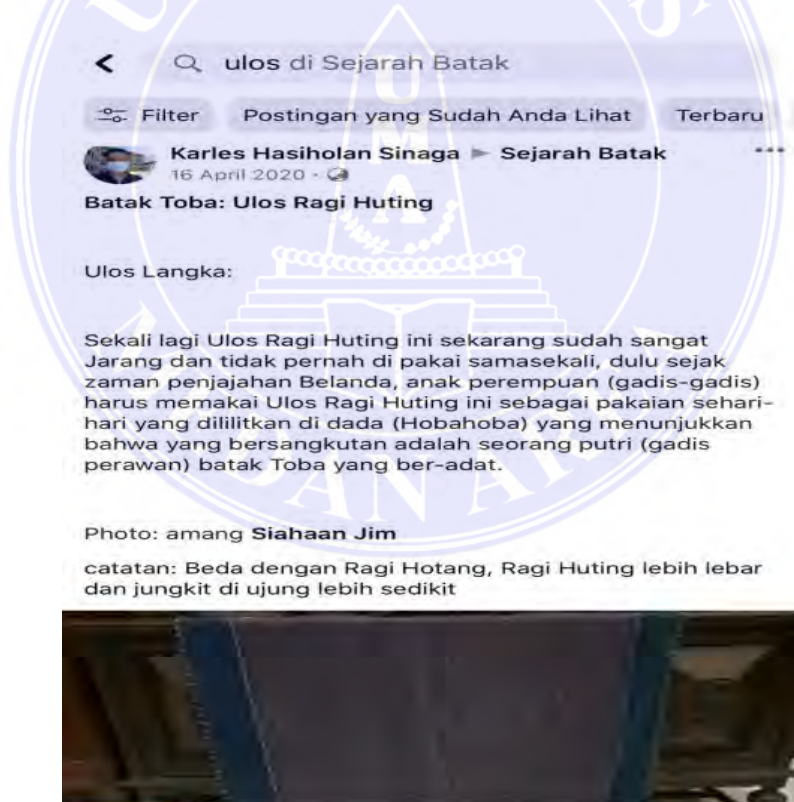 ulos di Sejarah Batak
Filter Postingan yang Sudah Anda Lihat Terbaru
Karles Hasiholan Sinaga ▶ Sejarah Batak
16 April 2020 ·
Batak Toba: Ulos Ragi Huting
Ulos Langka:
Sekali lagi Ulos Ragi Huting ini sekarang sudah sangat
Jarang dan tidak pernah di pakai samasekali, dulu sejak
zaman penjajahan Belanda, anak perempuan (gadis-gadis)
harus memakai Ulos Ragi Huting ini sebagai pakaian sehari-
hari yang dililitkan di dada (Hobahoba) yang menunjukkan
bahwa yang bersangkutan adalah seorang putri (gadis
perawan) batak Toba yang ber-adat.
Photo: amang Siahaan Jim
catatan: Beda dengan Ragi Hotang, Ragi Huting lebih lebar
dan jungkit di ujung lebih sedikit
UMA
MEDAN AREA